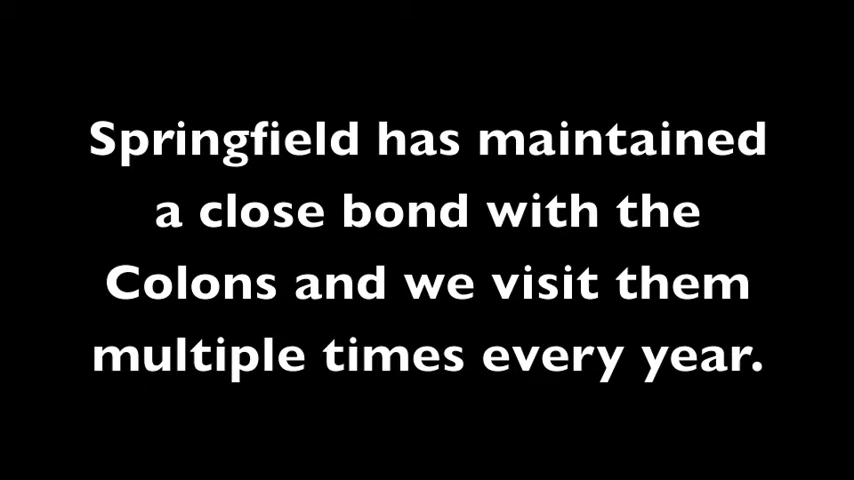 Springfield has maintained
a close bond with the
Colons and we visit them
multiple times every year.